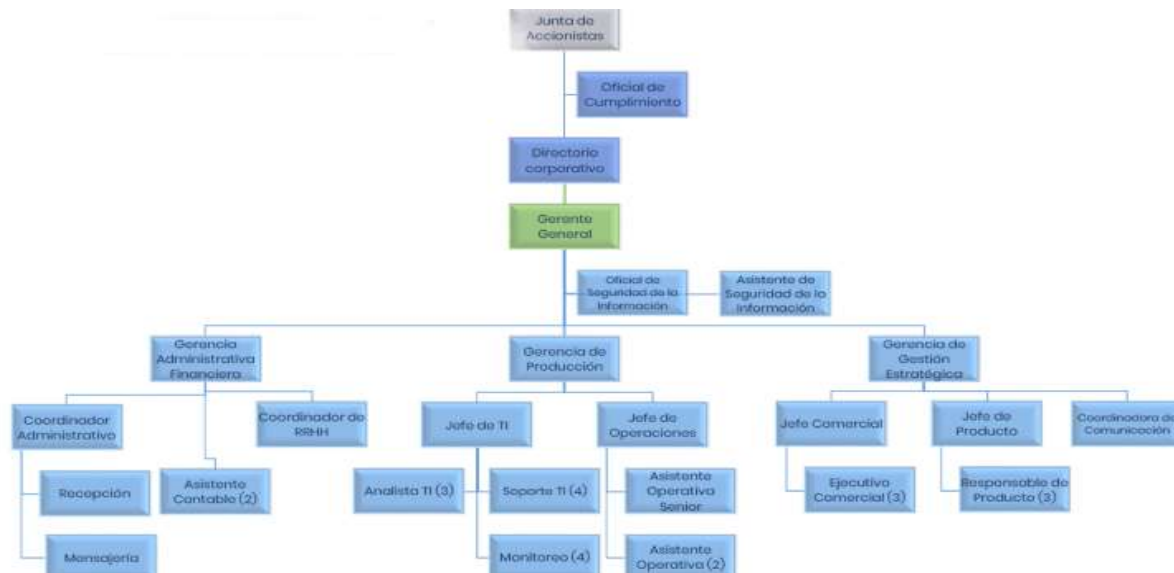 Junta de
Accionistas
Oficial de
Cumplimiento
Directorio
corporativo
Gerente
General
Oficial de
Seguridad de la
Información
Asistente de
Seguridad de la
Información
Gerencia
Administrativa
Financiera
Gerencia de
Producción
Gerencia de
Gestión
Estratégica
Coordinador
Administrativo
Coordinador de
RRHH
Jefe de TI
Jefe de
Operaciones
Jefe Comercial
Jefe de
Producto
Coordinadora de
Comunicación
Recepción
Asistente
Contable (2)
Analista TI (3)
Soporte TI (4)
Asistente
Operativa
Senior
Ejecutivo
Comercial (3)
Responsable de
Producto (3)
Mensajería
Monitoreo (4)
Asistente
Operativa (2)